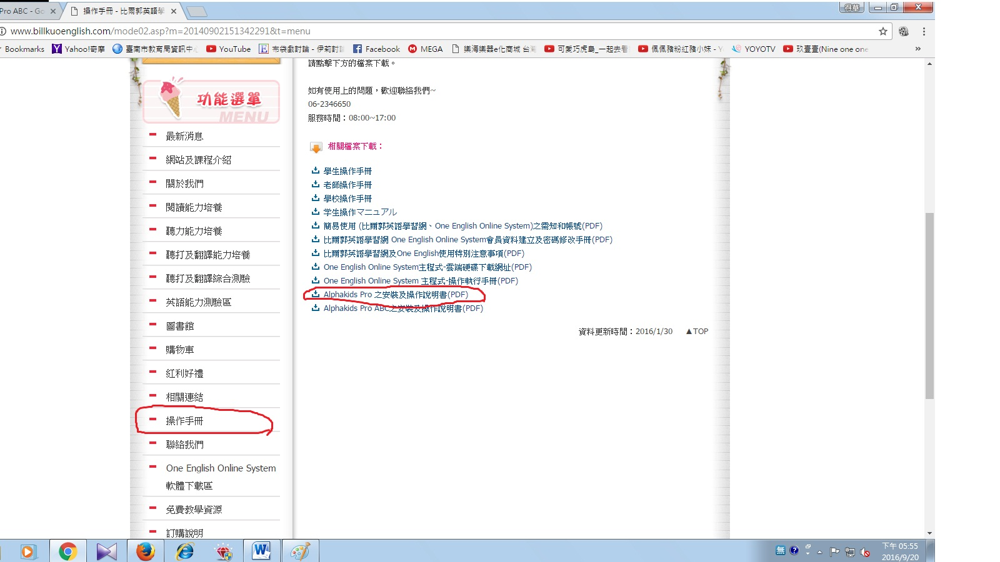 Pro ABC - Go
操作手冊 - 比爾郭英語學
得華
www.billkuoenglish.com/mode02.asp?m=20140902151342291&t=menu
Bookmarks Yahoo!奇摩 臺南市教育局資訊中 YouTube 布袋戲討論 - 伊莉討 Facebook MEGA 樂海樂器e化商城 台 可愛巧虎島_一起去看 佩佩豬粉紅豬小妹 - Y YOYOTV 玖壹壹(Nine one one »
請點擊下方的檔案下載。
如有使用上的問題，歡迎聯絡我們~
06-2346650
服務時間：08:00~17:00
相關檔案下載：
學生操作手冊
老師操作手冊
學校操作手冊
学生操作マニュアル
簡易使用 (比爾郭英語學習網、One English Online System)之需知和帳號(PDF)
比爾郭英語學習網 One English Online System會員資料建立及密碼修改手冊(PDF)
比爾郭英語學習網及One English使用特別注意事項(PDF)
One English Online System主程式-雲端硬碟下載網址(PDF)
One English Online System 主程式-操作執行手冊(PDF)
Alphakids Pro 之安裝及操作說明書(PDF)
Alphakids Pro ABC之安裝及操作說明書(PDF)
資料更新時間：2016/1/30 ▲TOP
功能選單
MENU
最新消息
網站及課程介紹
關於我們
閱讀能力培養
聽力能力培養
聽打及翻譯能力培養
聽打及翻譯綜合測驗
英語能力測驗區
圖書館
購物車
紅利好禮
相關連結
操作手冊
聯絡我們
One English Online System
軟體下載區
免費教學資源
訂購說明
無
下午 05:55
2016/9/20